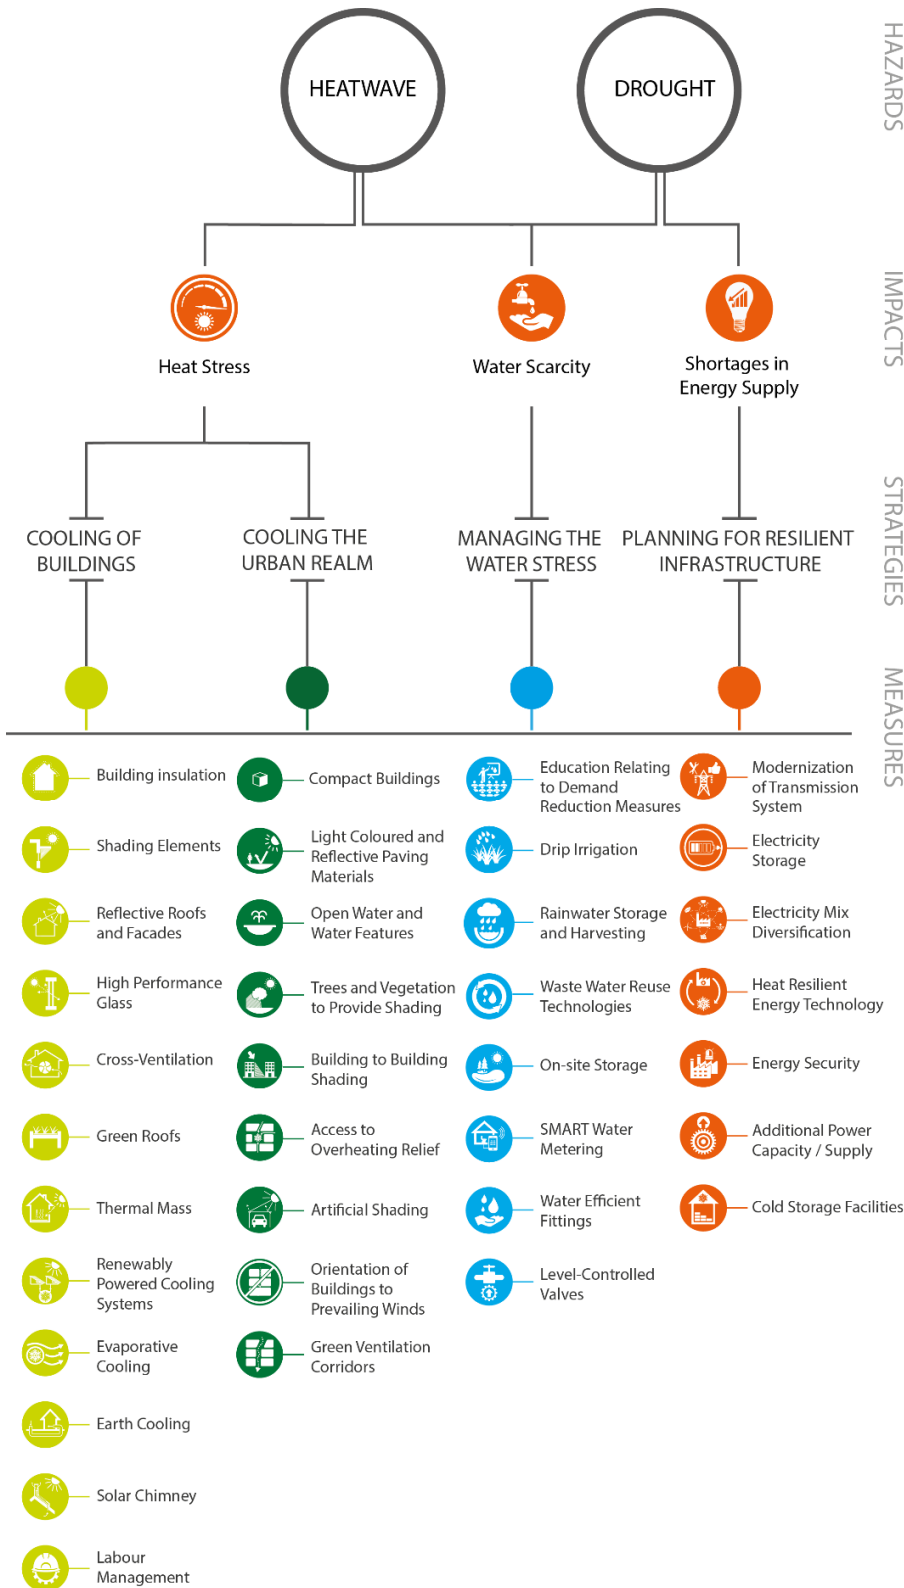 HAZARDS
HEATWAVE
DROUGHT
IMPACTS
Heat Stress
Water Scarcity
Shortages in
Energy Supply
STRATEGIES
COOLING OF
BUILDINGS
COOLING THE
URBAN REALM
MANAGING THE
WATER STRESS
PLANNING FOR RESILIENT
INFRASTRUCTURE
MEASURES
Building insulation
Shading Elements
Reflective Roofs
and Facades
High Performance
Glass
Cross-Ventilation
Green Roofs
Thermal Mass
Renewably
Powered Cooling
Systems
Evaporative
Cooling
Earth Cooling
Solar Chimney
Labour
Management
Compact Buildings
Light Coloured and
Reflective Paving
Materials
Open Water and
Water Features
Trees and Vegetation
to Provide Shading
Building to Building
Shading
Access to
Overheating Relief
Artificial Shading
Orientation of
Buildings to
Prevailing Winds
Green Ventilation
Corridors
Education Relating
to Demand
Reduction Measures
Drip Irrigation
Rainwater Storage
and Harvesting
Waste Water Reuse
Technologies
On-site Storage
SMART Water
Metering
Water Efficient
Fittings
Level-Controlled
Valves
Modernization
of Transmission
System
Electricity
Storage
Electricity Mix
Diversification
Heat Resilient
Energy Technology
Energy Security
Additional Power
Capacity / Supply
Cold Storage Facilities